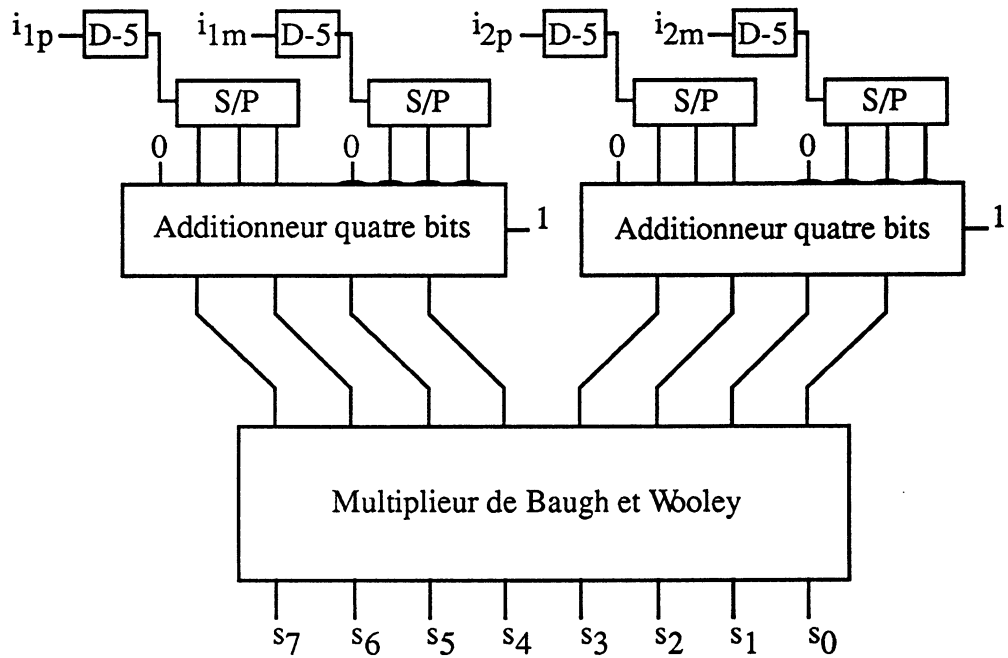 i1p D-5 i1m D-5 i2p D-5 i2m D-5
S/P S/P S/P S/P
0 0 0 0
Additionneur quatre bits 1 Additionneur quatre bits 1
Multiplieur de Baugh et Wooley
s7 s6 s5 s4 s3 s2 s1 s0